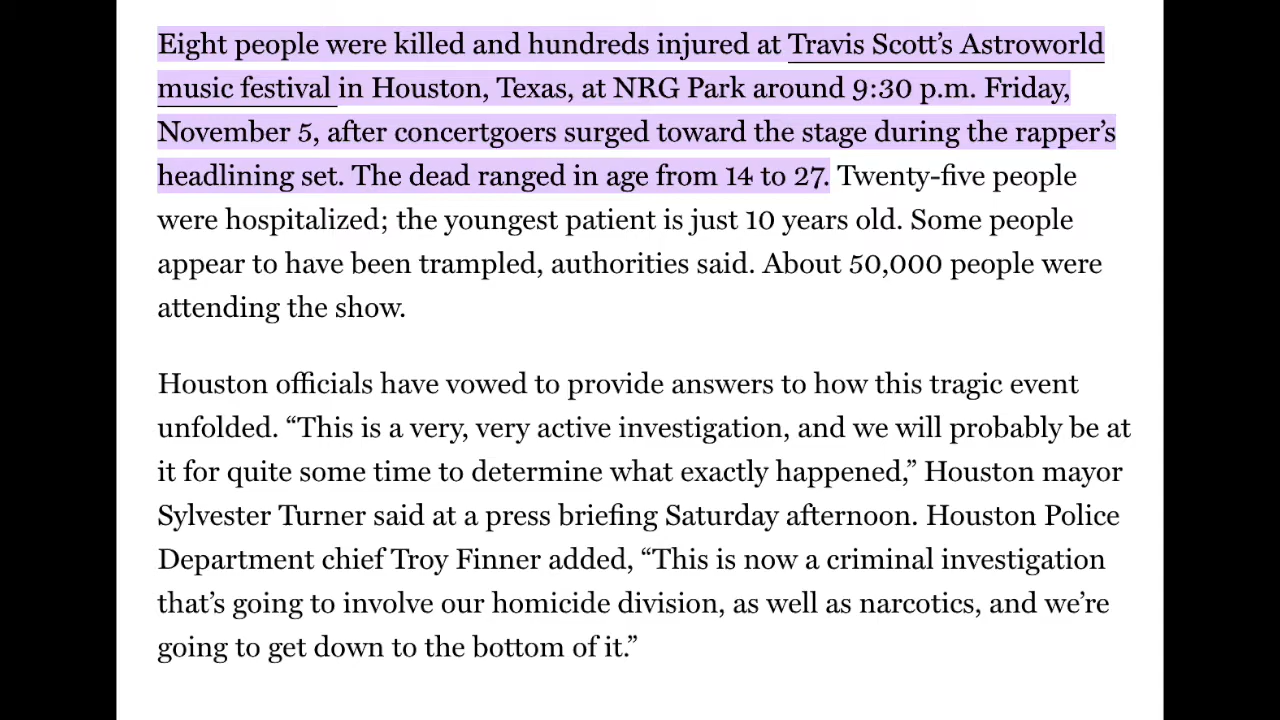 Eight people were killed and hundreds injured at Travis Scott’s Astroworld
music festival in Houston, Texas, at NRG Park around 9:30 p.m. Friday,
November 5, after concertgoers surged toward the stage during the rapper’s
headlining set. The dead ranged in age from 14 to 27. Twenty-five people
were hospitalized; the youngest patient is just 10 years old. Some people
appear to have been trampled, authorities said. About 50,000 people were
attending the show.
Houston officials have vowed to provide answers to how this tragic event
unfolded. “This is a very, very active investigation, and we will probably be at
it for quite some time to determine what exactly happened,” Houston mayor
Sylvester Turner said at a press briefing Saturday afternoon. Houston Police
Department chief Troy Finner added, “This is now a criminal investigation
that’s going to involve our homicide division, as well as narcotics, and we’re
going to get down to the bottom of it.”